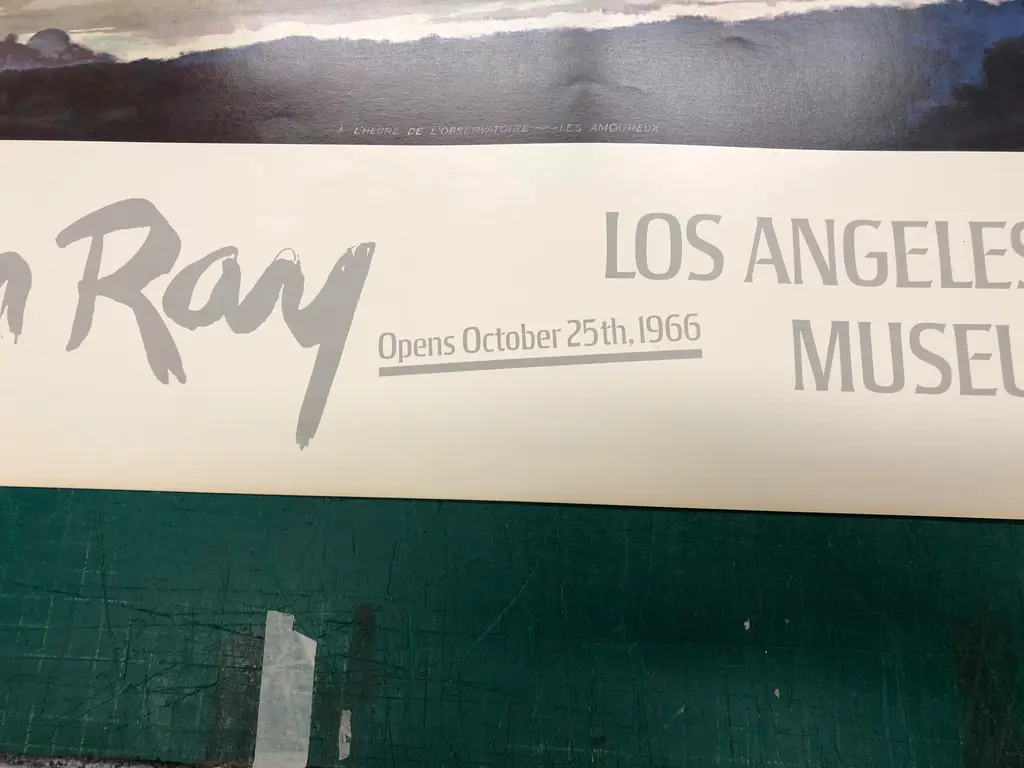 À L'HEURE DE L'OBSERVATOIRE ~~ LES AMOUREUX
n Ray
Opens October 25th, 1966
LOS ANGELES
MUSEU